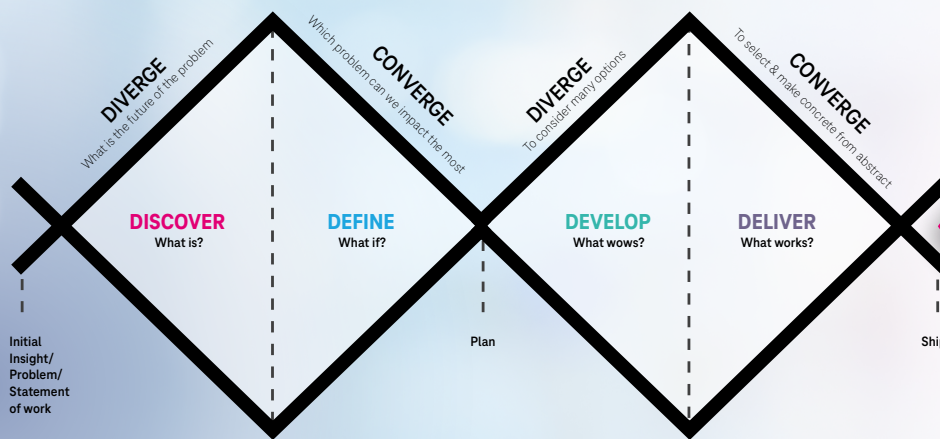 DIVERGE
What is the future of the problem
Which problem can we impact the most
CONVERGE
DIVERGE
To consider many options
To select & make concrete from abstract
CONVERGE
DISCOVER
What is?
DEFINE
What if?
DEVELOP
What wows?
DELIVER
What works?
Initial
Insight/
Problem/
Statement
of work
Plan